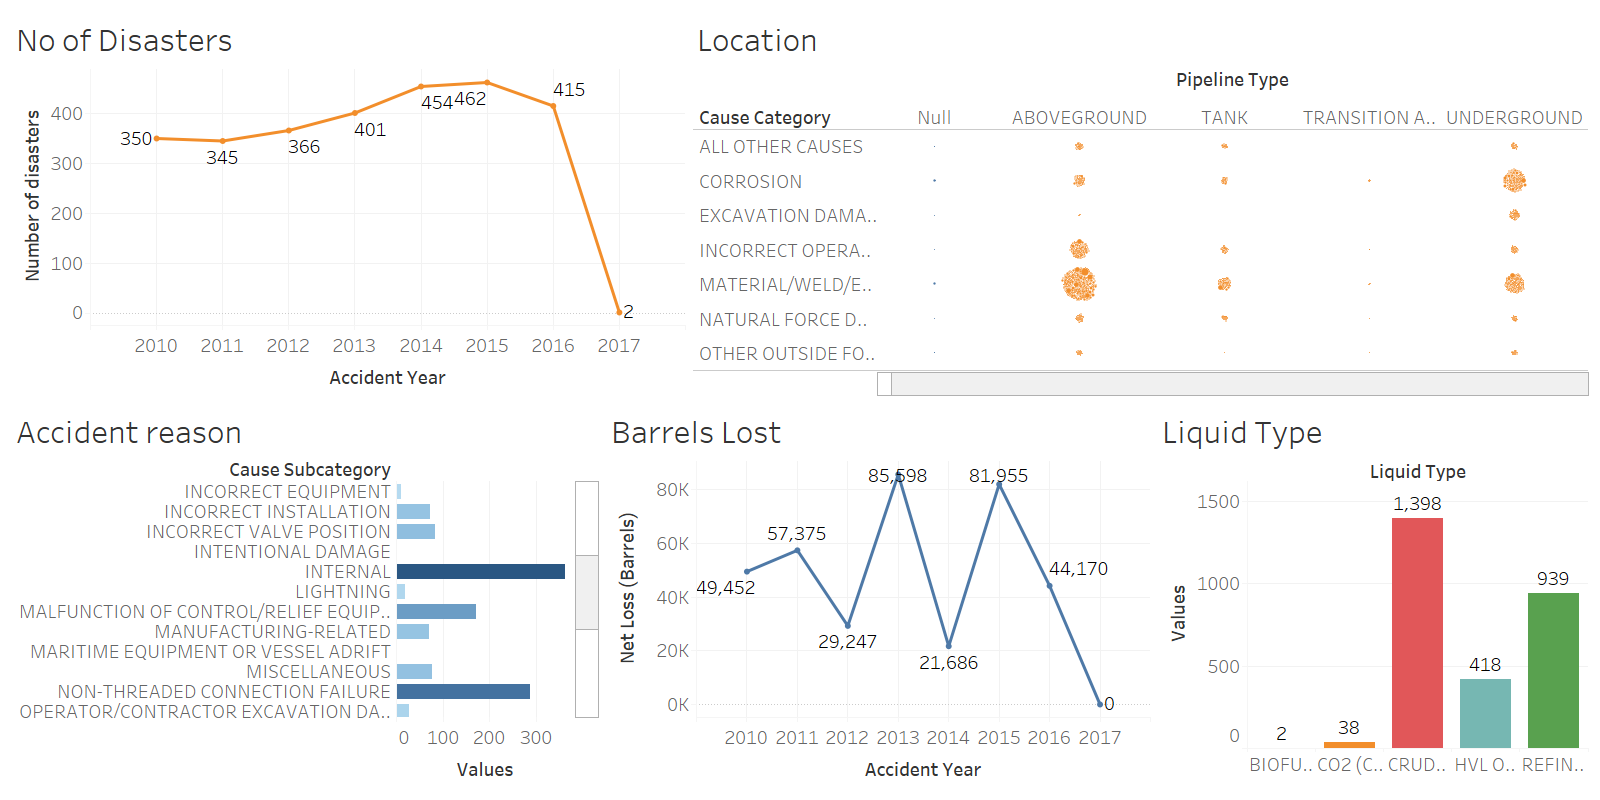 No of Disasters
Number of disasters
400
300
200
100
0
350
345
366
401
454
462
415
2
2010 2011 2012 2013 2014 2015 2016 2017
Accident Year
Location
Pipeline Type
Cause Category Null ABOVEGROUND TANK TRANSITION A.. UNDERGROUND
ALL OTHER CAUSES
CORROSION
EXCAVATION DAMA..
INCORRECT OPERA..
MATERIAL/WELD/E..
NATURAL FORCE D..
OTHER OUTSIDE FO..
Accident reason
Cause Subcategory
INCORRECT EQUIPMENT
INCORRECT INSTALLATION
INCORRECT VALVE POSITION
INTENTIONAL DAMAGE
INTERNAL
LIGHTNING
MALFUNCTION OF CONTROL/RELIEF EQUIP..
MANUFACTURING-RELATED
MARITIME EQUIPMENT OR VESSEL ADRIFT
MISCELLANEOUS
NON-THREADED CONNECTION FAILURE
OPERATOR/CONTRACTOR EXCAVATION DA..
0 100 200 300
Values
Barrels Lost
Net Loss (Barrels)
80K
60K
40K
20K
0K
49,452
57,375
29,247
85,598
21,686
81,955
44,170
0
2010 2011 2012 2013 2014 2015 2016 2017
Accident Year
Liquid Type
Liquid Type
Values
1500
1000
500
0
2
38
1,398
418
939
BIOFU.. CO2 (C.. CRUD.. HVL O.. REFIN..